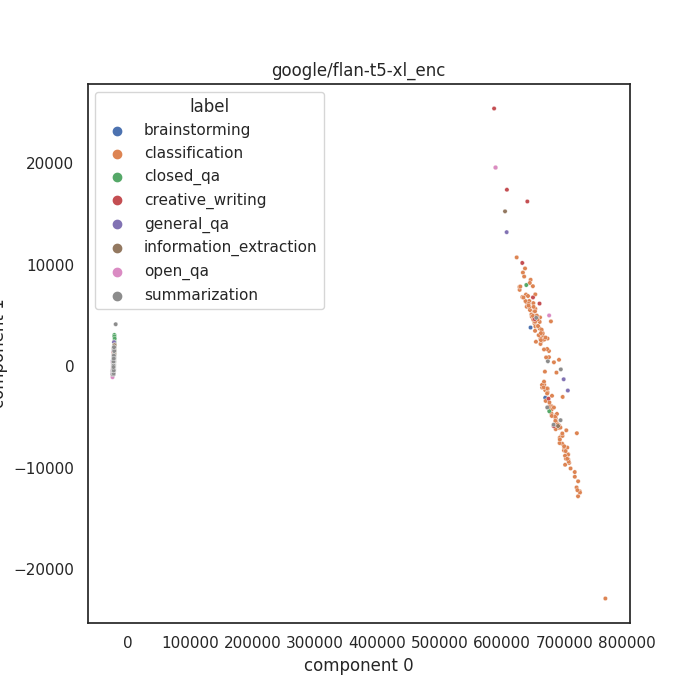 google/flan-t5-xl_enc
label
brainstorming
classification
closed_qa
creative_writing
general_qa
information_extraction
open_qa
summarization
20000
10000
0
−10000
−20000
component 1
0 100000 200000 300000 400000 500000 600000 700000 800000
component 0